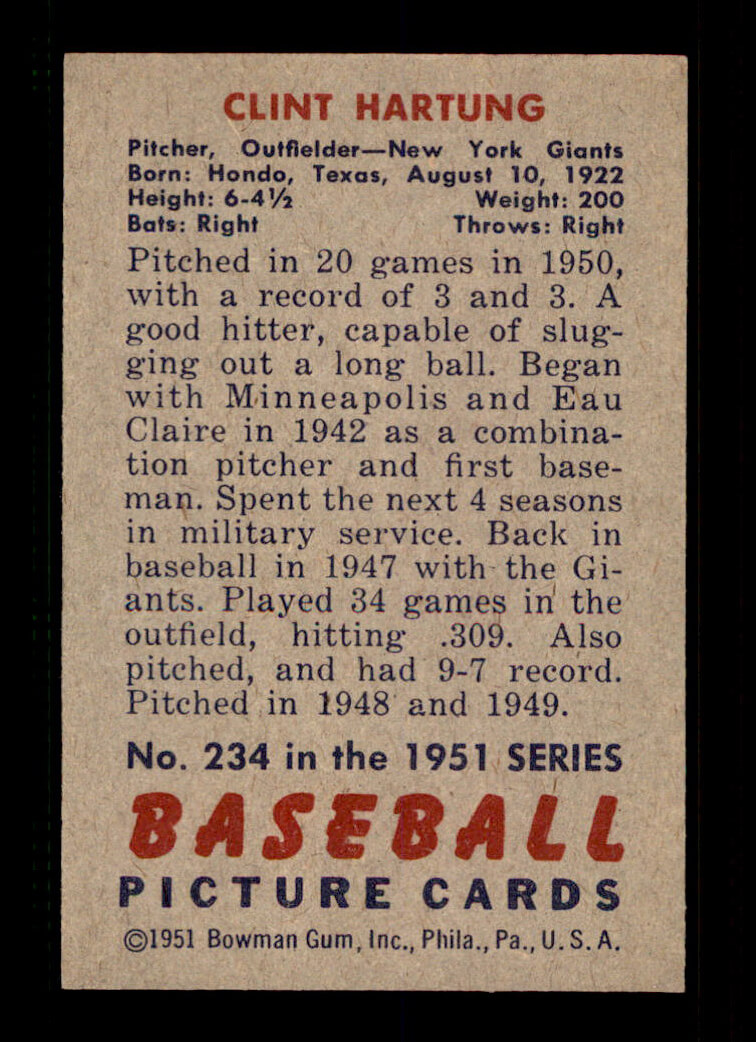 CLINT HARTUNG
Pitcher, Outfielder—New York Giants
Born: Hondo, Texas, August 10, 1922
Height: 6-4½ Weight: 200
Bats: Right Throws: Right
Pitched in 20 games in 1950,
with a record of 3 and 3. A
good hitter, capable of slug-
ging out a long ball. Began
with Minneapolis and Eau
Claire in 1942 as a combina-
tion pitcher and first base-
man. Spent the next 4 seasons
in military service. Back in
baseball in 1947 with the Gi-
ants. Played 34 games in the
outfield, hitting .309. Also
pitched, and had 9-7 record.
Pitched in 1948 and 1949.
No. 234 in the 1951 SERIES
BASEBALL
PICTURE CARDS
©1951 Bowman Gum, Inc., Phila., Pa., U.S.A.